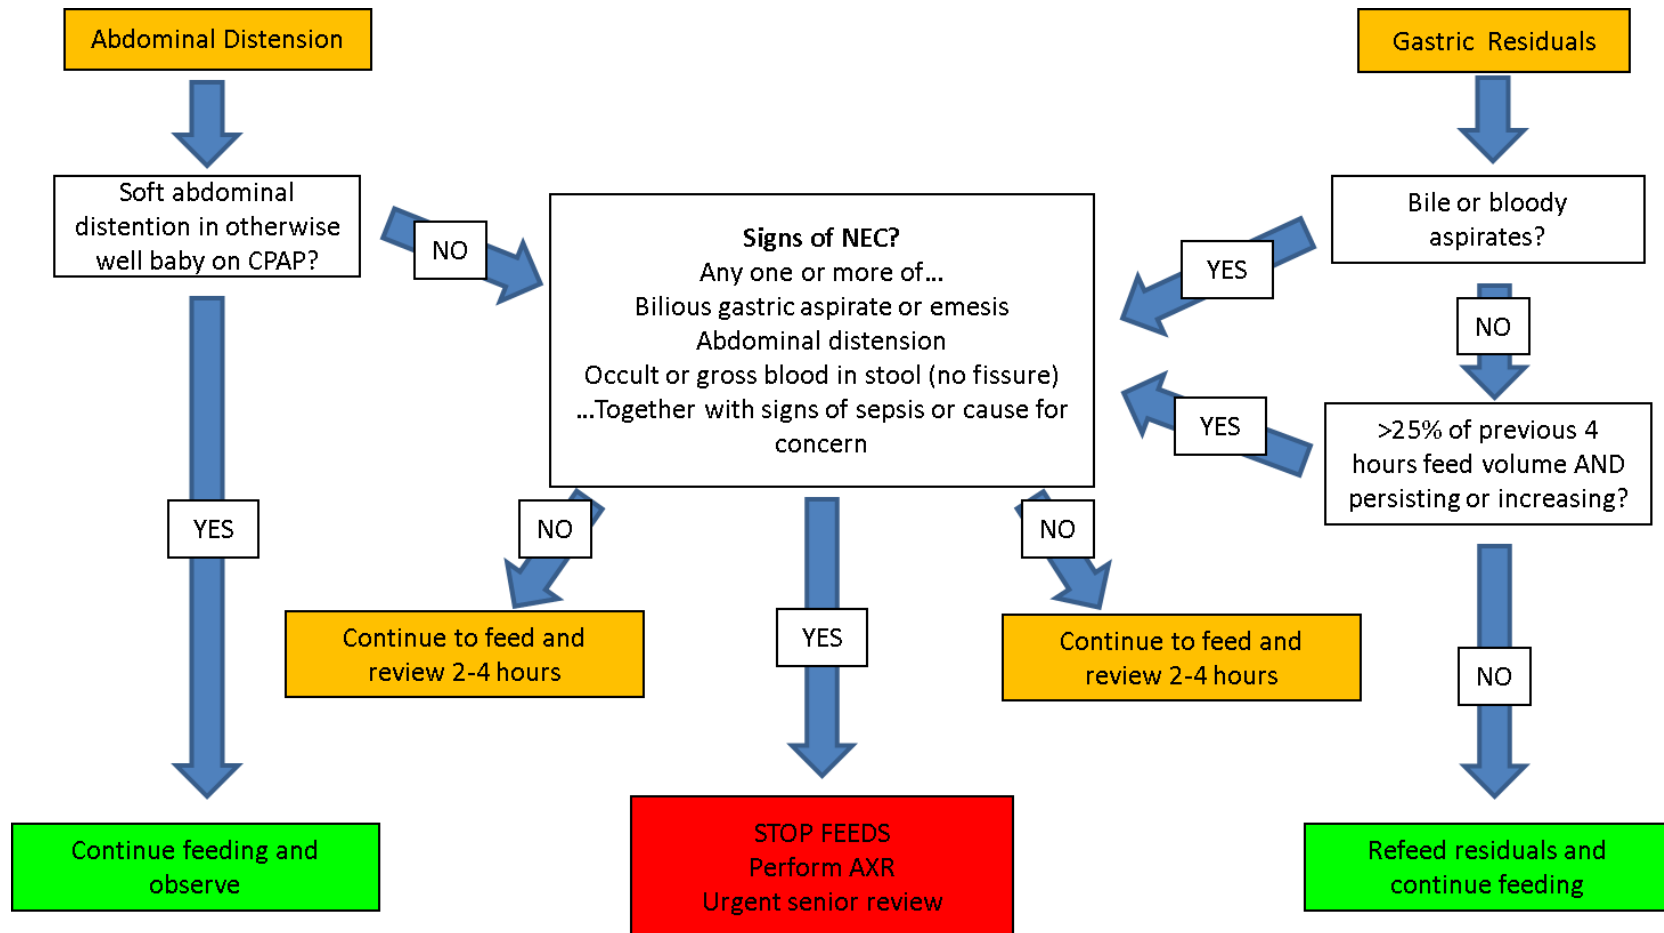 Abdominal Distension
Gastric Residuals
Soft abdominal
distention in otherwise
well baby on CPAP?
NO
Signs of NEC?
Any one or more of...
Bilious gastric aspirate or emesis
Abdominal distension
Occult or gross blood in stool (no fissure)
...Together with signs of sepsis or cause for
concern
YES
Bile or bloody
aspirates?
NO
YES
>25% of previous 4
hours feed volume AND
persisting or increasing?
YES
NO
YES
NO
NO
Continue to feed and
review 2-4 hours
Continue to feed and
review 2-4 hours
Continue feeding and
observe
STOP FEEDS
Perform AXR
Urgent senior review
Refeed residuals and
continue feeding